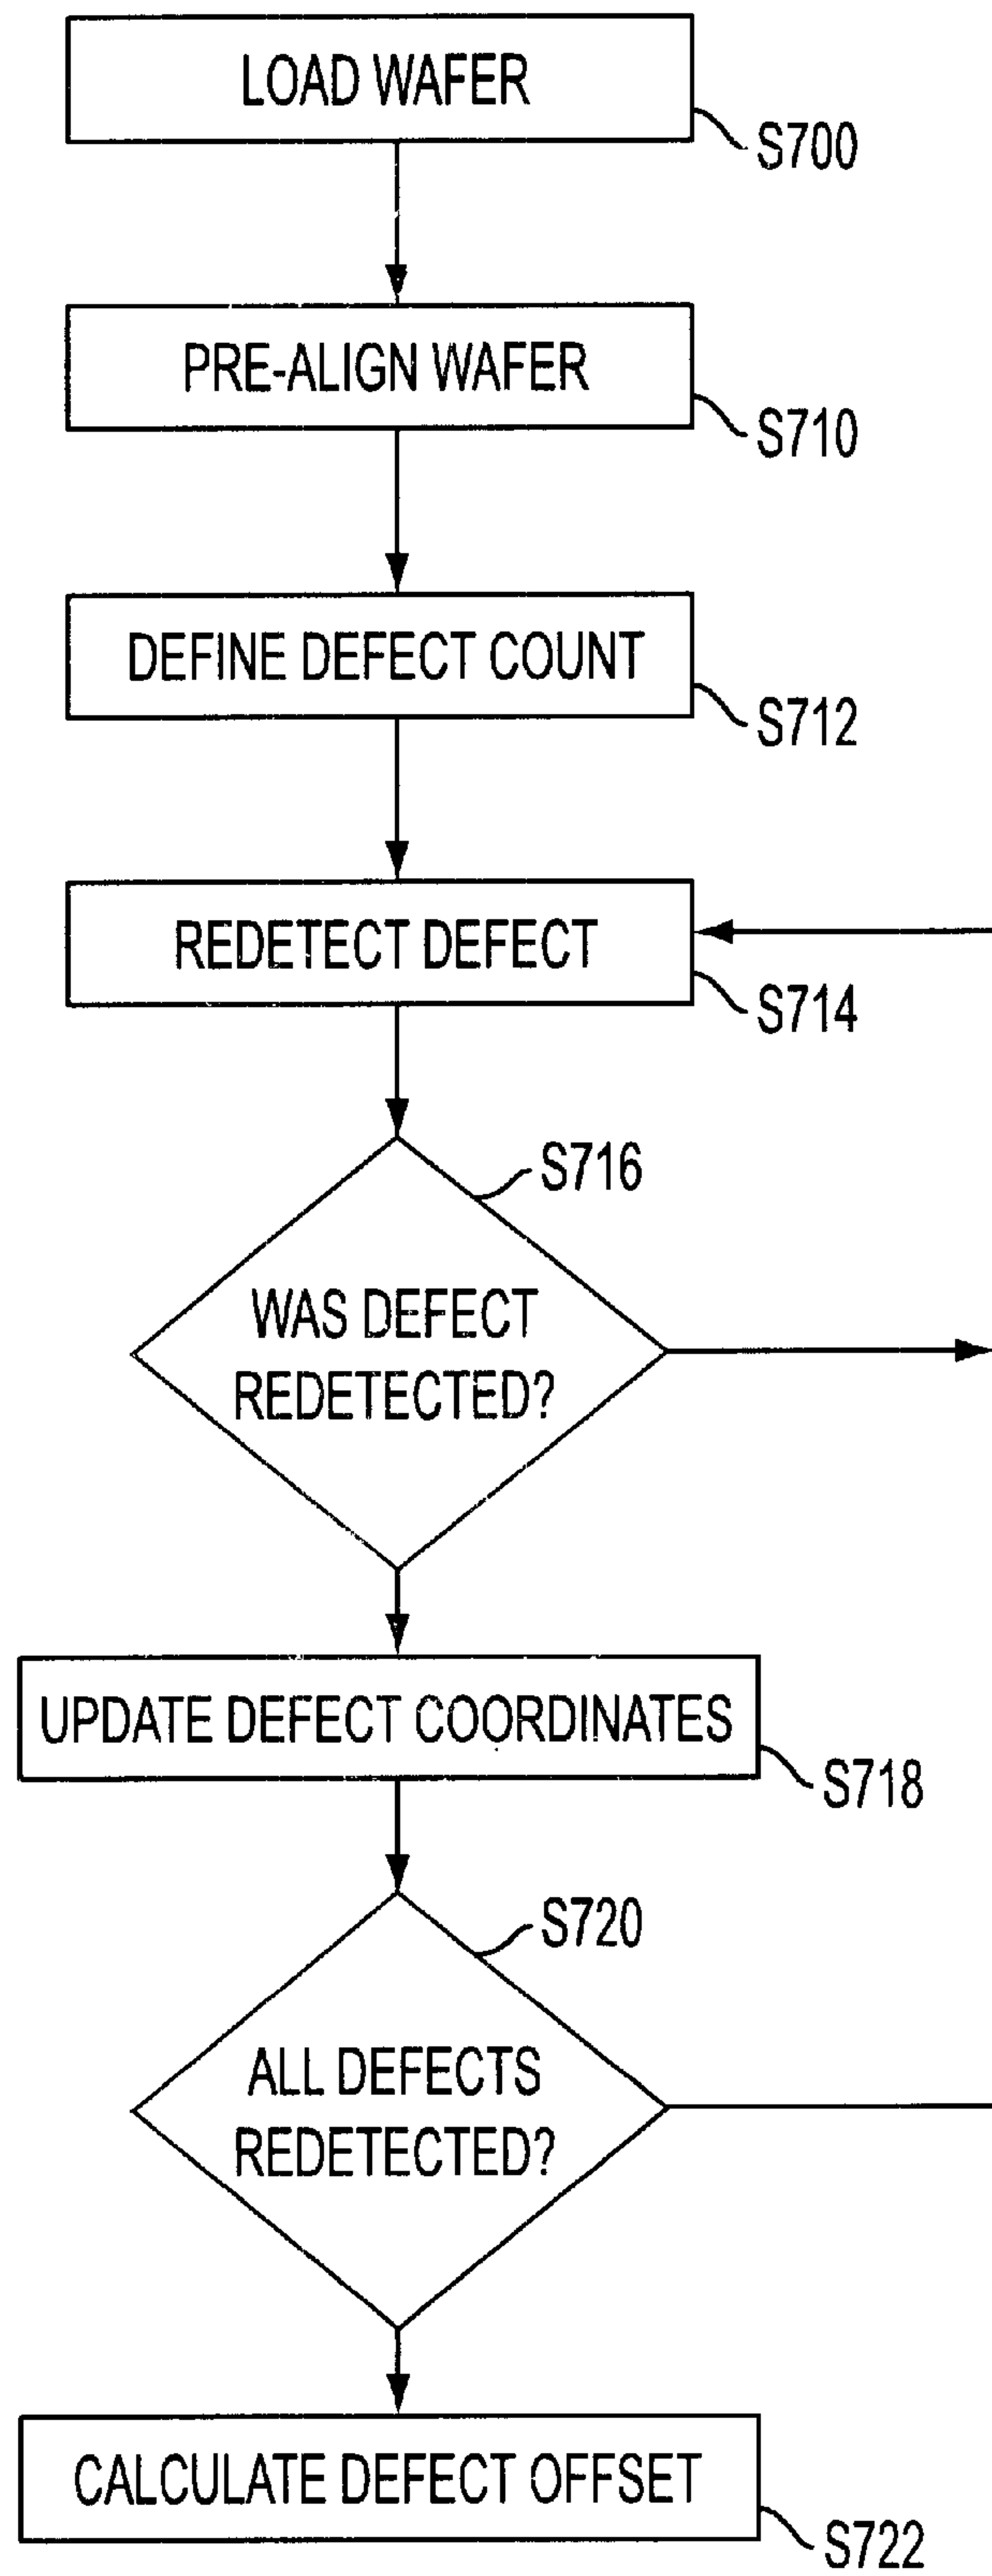 LOAD WAFER
S700
PRE-ALIGN WAFER
S710
DEFINE DEFECT COUNT
S712
REDETECT DEFECT
S714
S716
WAS DEFECT
REDETECTED?
UPDATE DEFECT COORDINATES
S718
S720
ALL DEFECTS
REDETECTED?
CALCULATE DEFECT OFFSET
S722